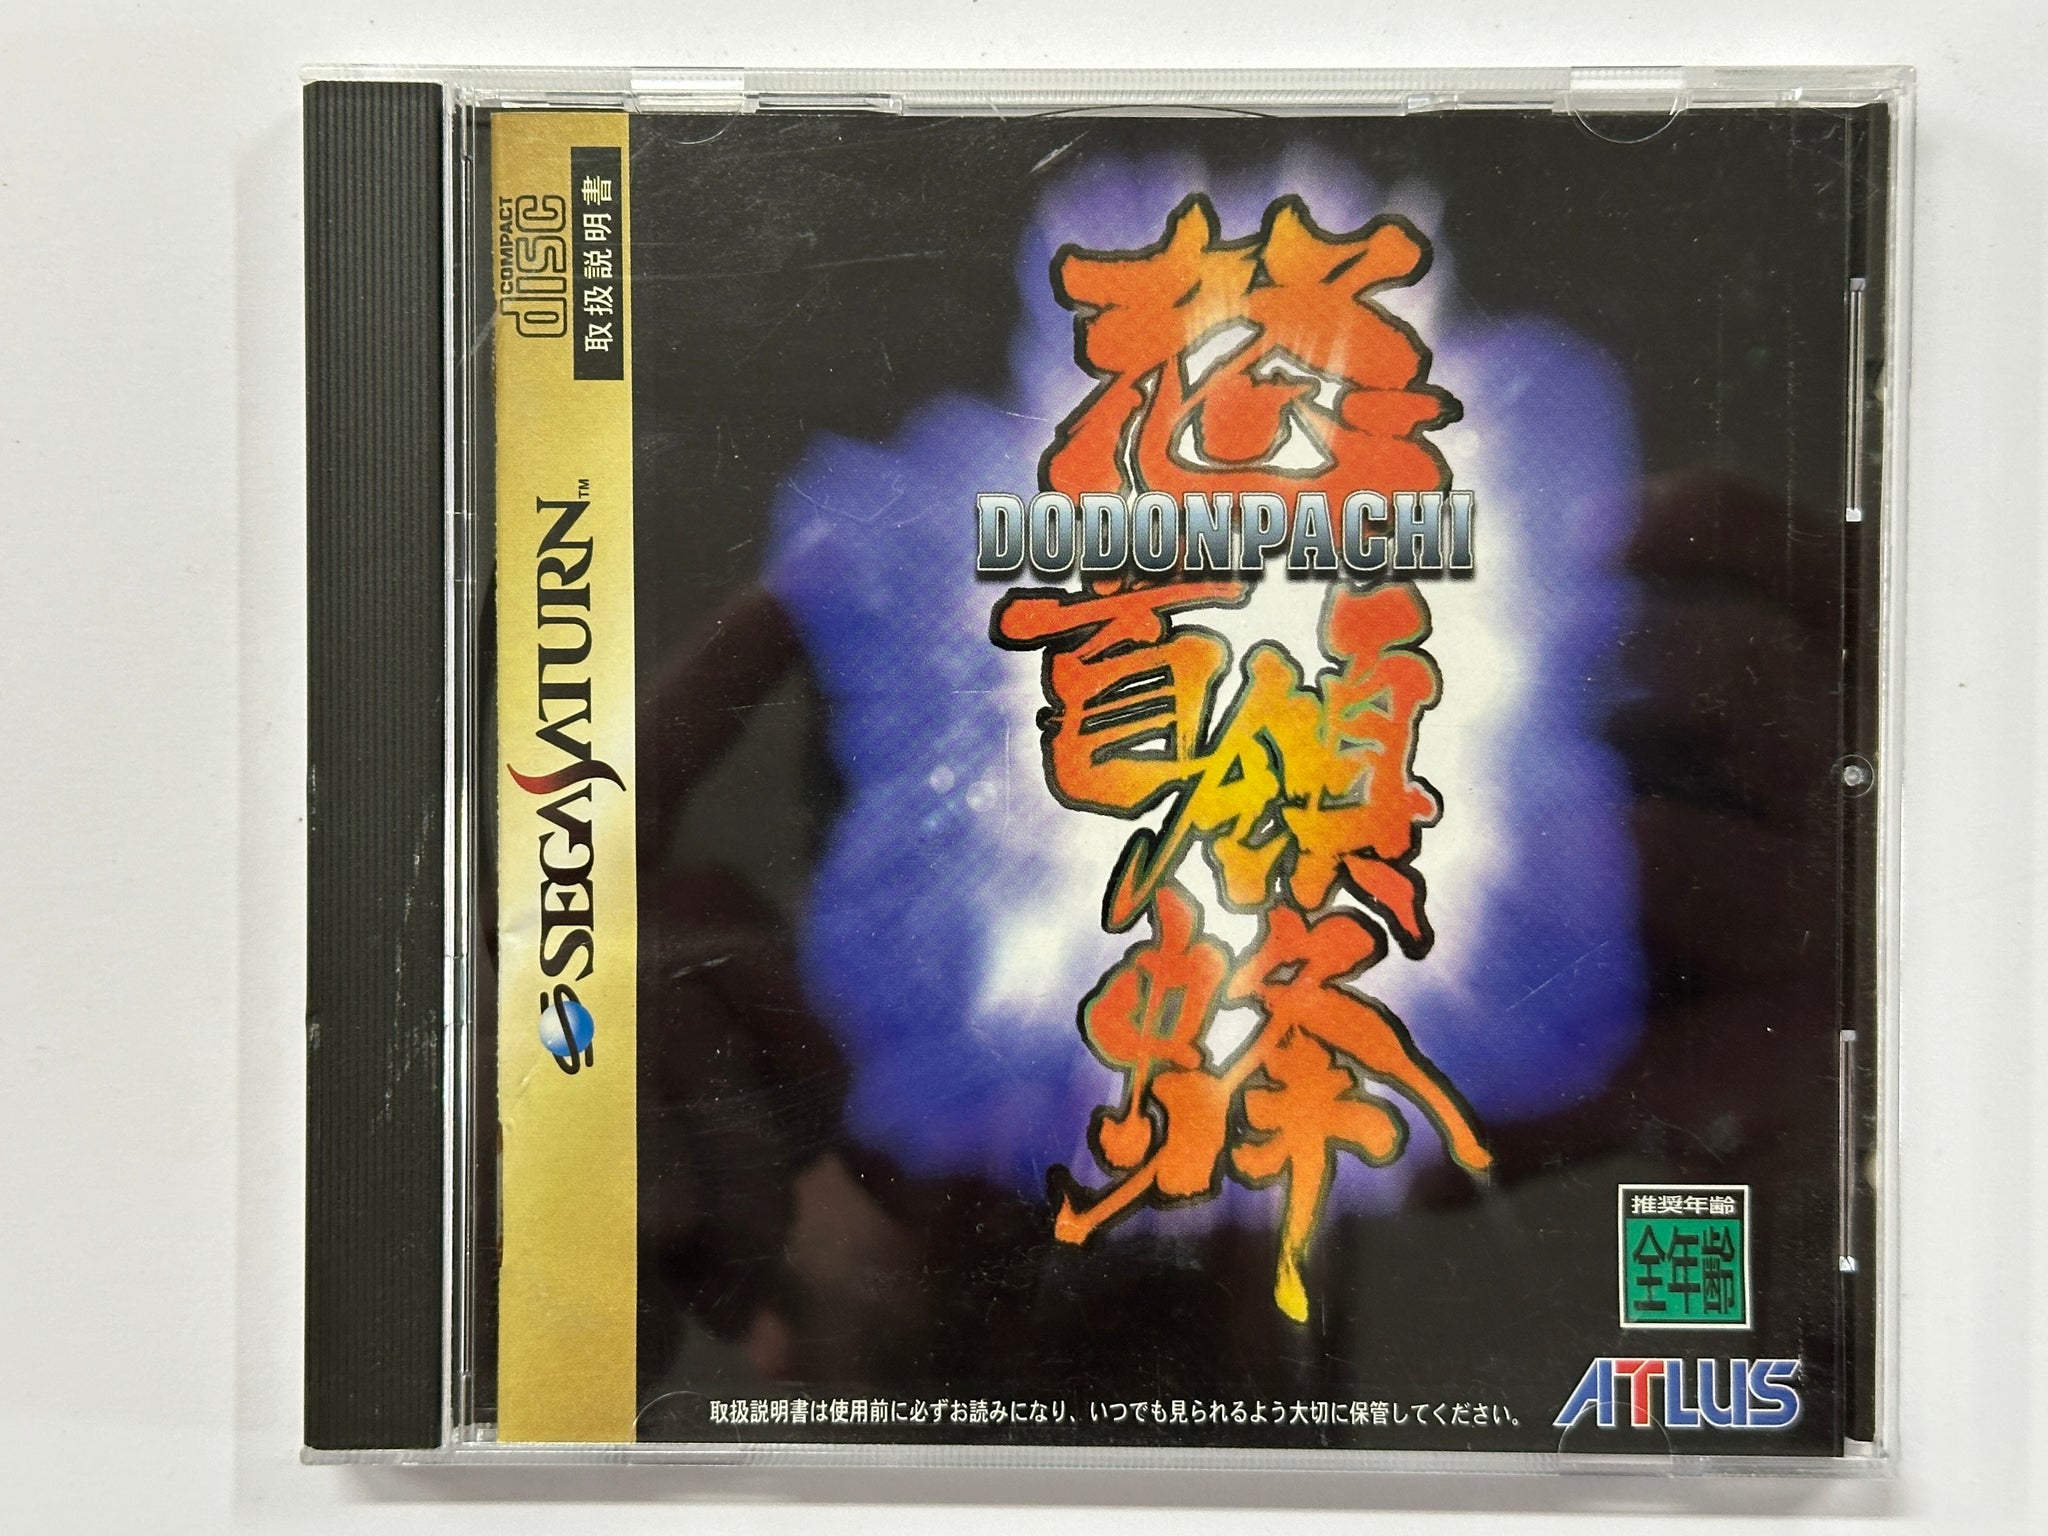 COMPACT
disc
取扱説明書
SEGA SATURN™
怒
DODONPACHI
首領
蜂
推奨年齢
全年齢
ATLUS
取扱説明書は使用前に必ずお読みになり、いつでも見られるよう大切に保管してください。